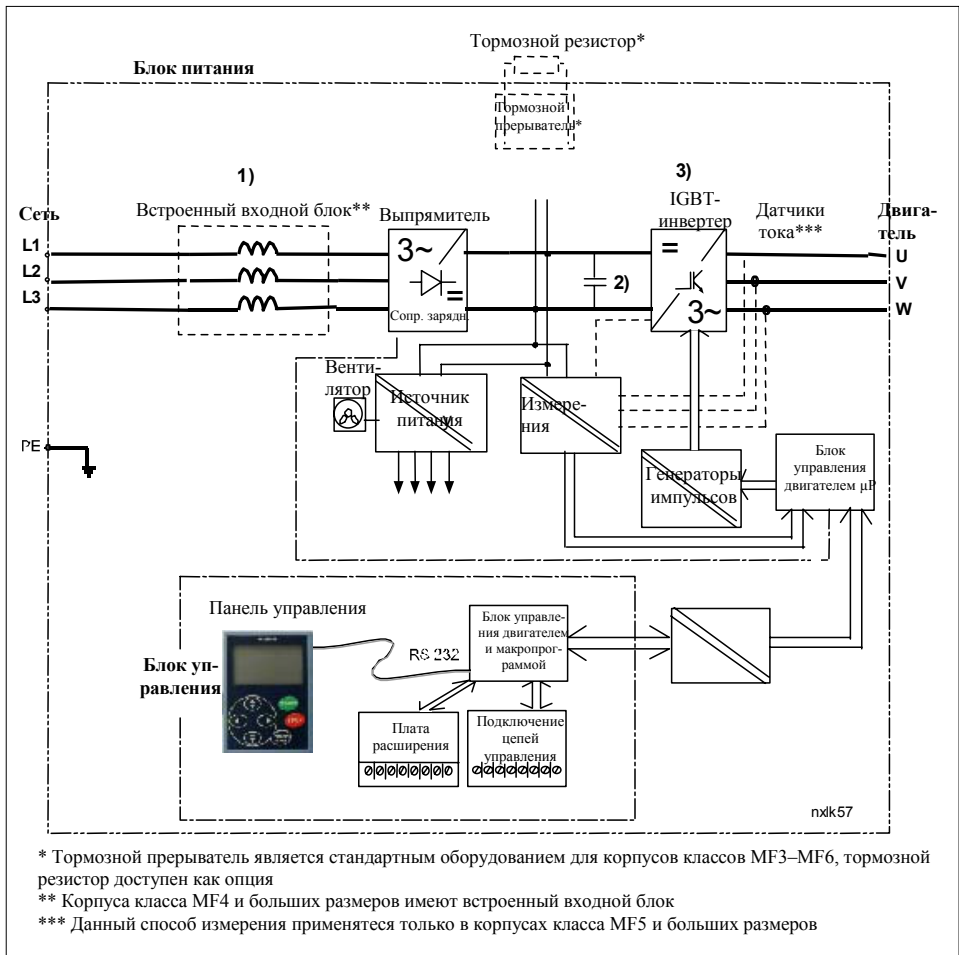 Тормозной резистор*
Блок питания
Тормозной
прерыватель*
1)
3)
Сеть
Встроенный входной блок**
Выпрямитель
IGBT-
инвертер
Датчики
тока***
Двига-
тель
L1
L2
L3
3~
=
Сопр. зарядн.
2)
=
3~
U
V
W
Венти-
лятор
Источник
питания
Измере-
ния
PE
Генераторы
импульсов
Блок
управления
двигателем µP
Панель управления
Блок уп-
равления
RS 232
Блок управле-
ния двигателем
и макропрог-
раммой
Плата
расширения
Подключение
цепей
управления
nxlk57
* Тормозной прерыватель является стандартным оборудованием для корпусов классов MF3–MF6, тормозной
резистор доступен как опция
** Корпуса класса MF4 и больших размеров имеют встроенный входной блок
*** Данный способ измерения применятеся только в корпусах класса MF5 и больших размеров